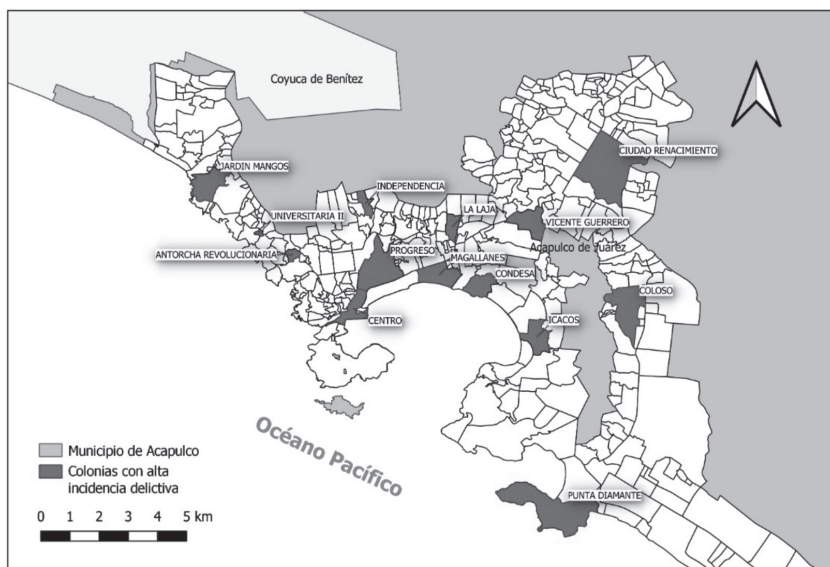 Coyuca de Benítez
CIUDAD RENACIMIENTO
JARDIN MANGOS
INDEPENDENCIA
LA LAJA
UNIVERSITARIA II
VICENTE GUERRERO
Acapulco de Juárez
ANTORCHA REVOLUCIONARIA
PROGRESO
MAGALLANES
CONDESA
COLOSO
CENTRO
ICACOS
Océano Pacífico
PUNTA DIAMANTE
Municipio de Acapulco
Colonias con alta
incidencia delictiva
0 1 2 3 4 5 km